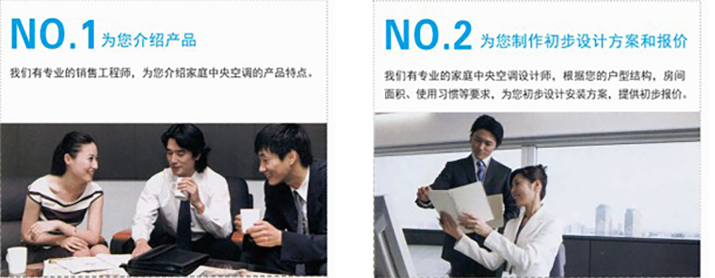 NO.1 为您介绍产品
我们有专业的销售工程师，为您介绍家庭中央空调的产品特点。
NO.2 为您制作初步设计方案和报价
我们有专业的家庭中央空调设计师，根据您的户型结构，房间
面积、使用习惯等要求，为您初步设计安装方案，提供初步报价。